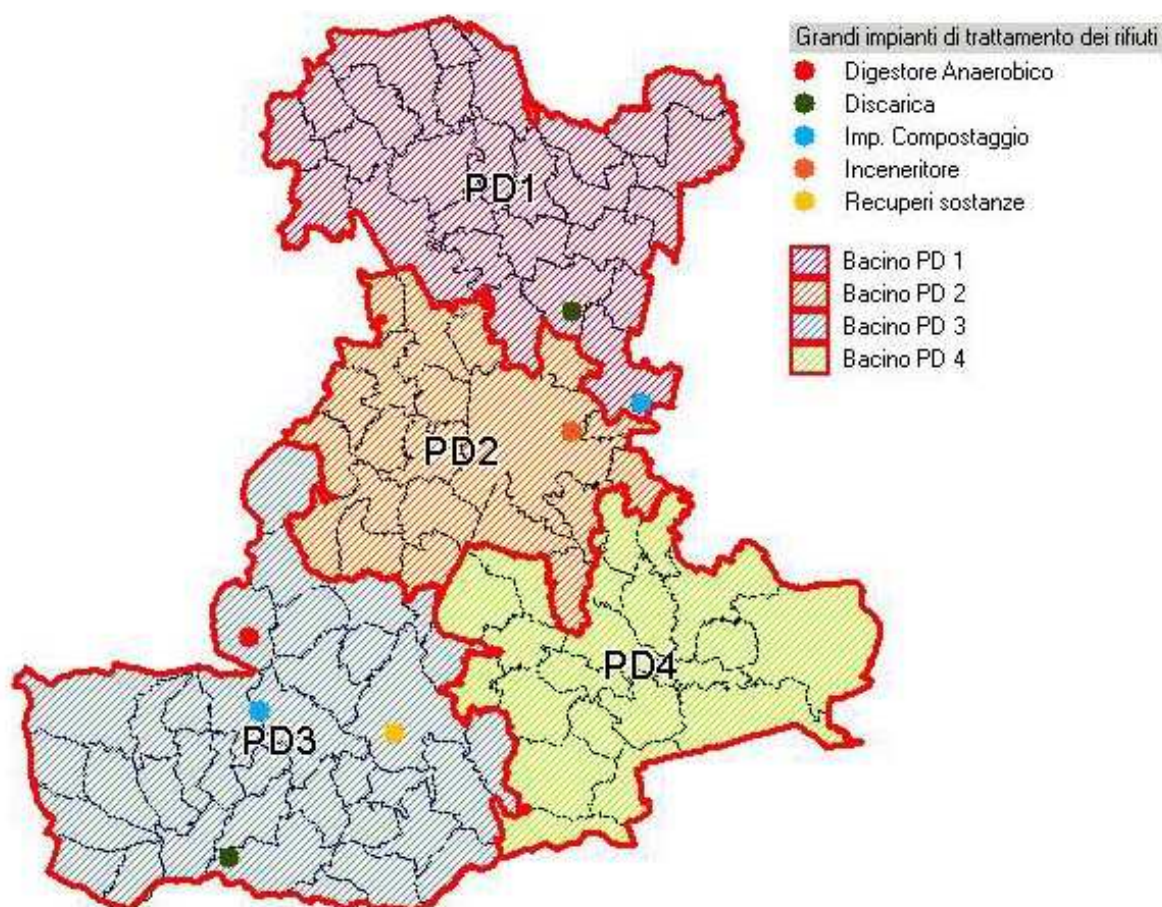 Grandi impianti di trattamento dei rifiuti
Digestore Anaerobico
Discarica
Imp. Compostaggio
Inceneritore
Recuperi sostanze
Bacino PD 1
Bacino PD 2
Bacino PD 3
Bacino PD 4
PD1
PD2
PD4
PD3